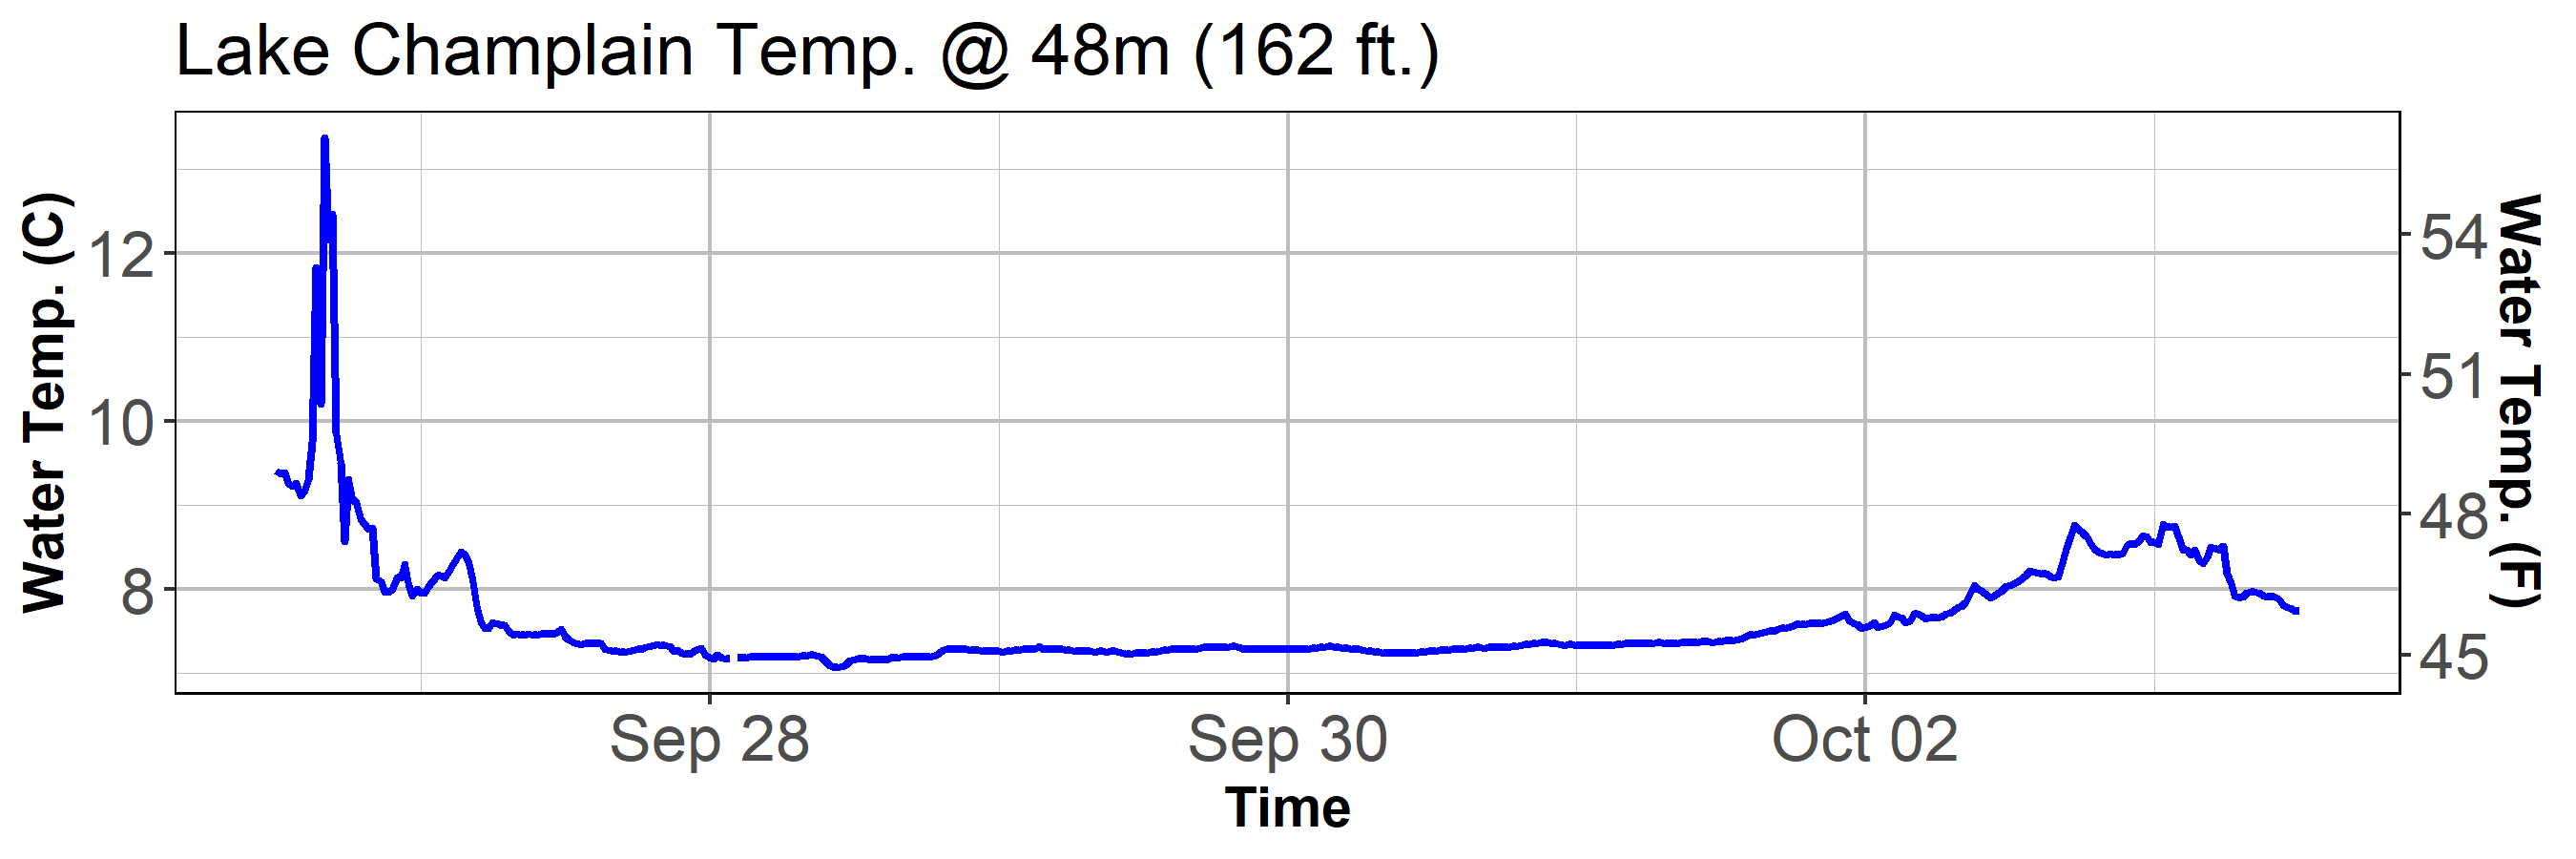 Lake Champlain Temp. @ 48m (162 ft.)
Water Temp. (C)
12
10
8
54
51
48
45
Water Temp. (F)
Sep 28
Sep 30
Oct 02
Time